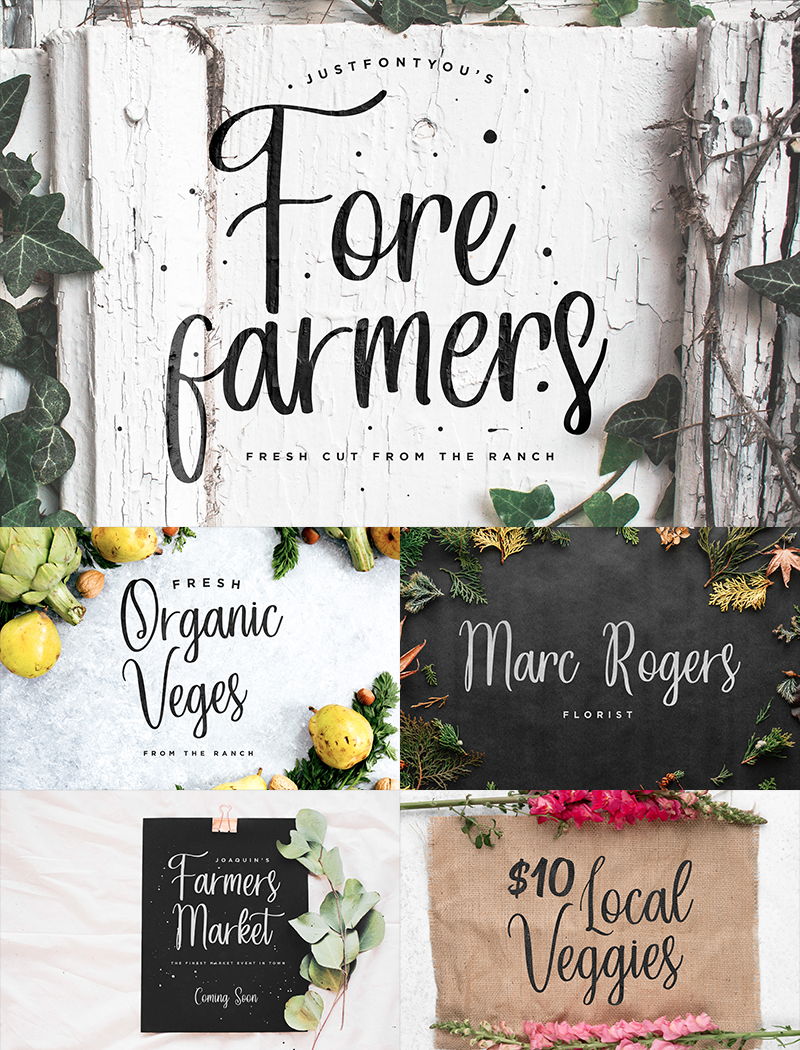 JUSTFONTYOU'S
Fore
farmers
FRESH CUT FROM THE RANCH
FRESH
Organic
Veges
FROM THE RANCH
Marc Rogers
FLORIST
JOAQUIN'S
Farmers
Market
THE FINEST MARKET EVENT IN TOWN
Coming Soon
$10 Local
Veggies